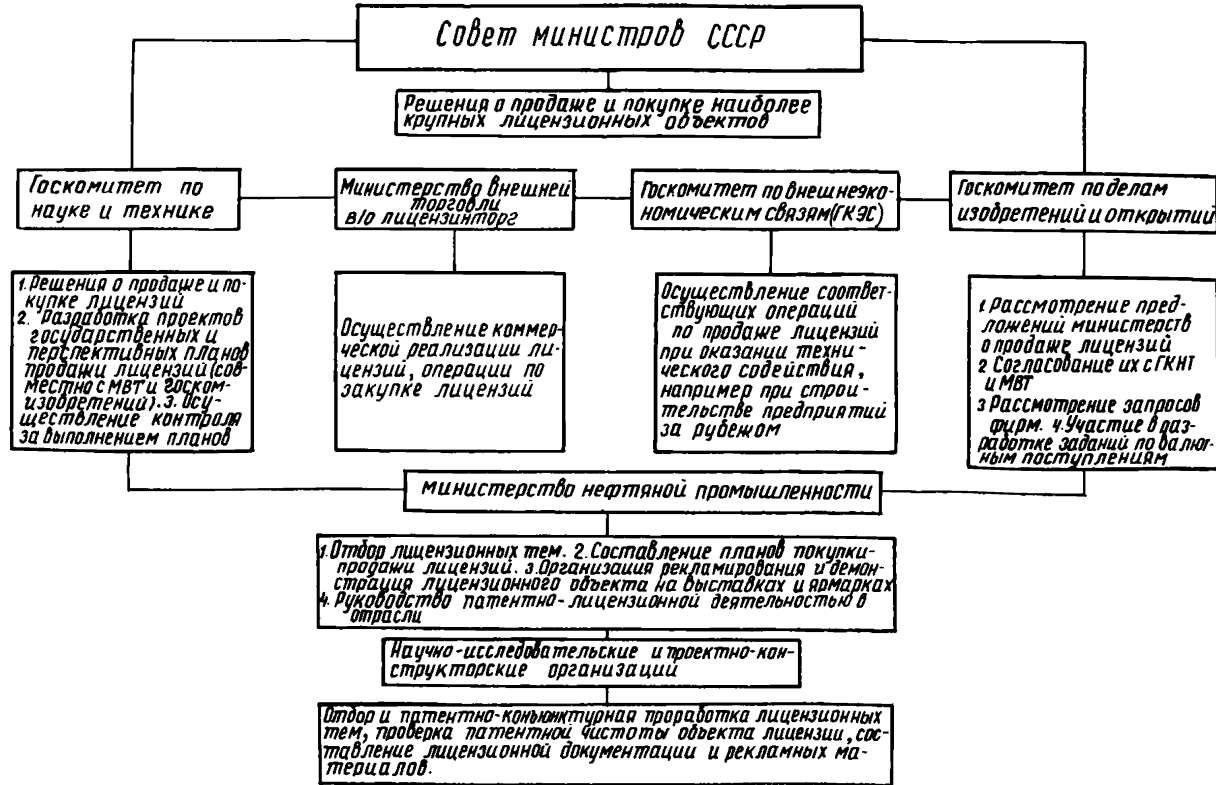 Совет министров СССР
Решения о продаже и покупке наиболее
крупных лицензионных объектов
Госкомитет по
науке и технике
Министерство внешней
торговли
в/о лицензинторг
Госкомитет по внешнеэко-
номическим связям (ГКЭС)
Госкомитет по делам
изобретений и открытий
1. Решения о продаже и по-
купке лицензий
2. Разработка проектов
государственных и
перспективных планов
продажи лицензий (сов-
местно с МВТ и госком-
изобретений). 3. Осу-
ществление контроля
за выполнением планов
Осуществление коммер-
ческой реализации ли-
цензий, операции по
закупке лицензий
Осуществление соответ-
ствующих операций
по продаже лицензий
при оказании техни-
ческого содействия,
например при строи-
тельстве предприятий
за рубежом
1 Рассмотрение пред-
ложений министерств
о продаже лицензий
2 Согласование их с ГКНТ
и МВТ
3 Рассмотрение запросов
фирм. 4. Участие в раз-
работке заданий по валют-
ным поступлениям
Министерство нефтяной промышленности
1. Отбор лицензионных тем. 2. Составление планов покупки-
продажи лицензий. 3. Организация рекламирования и демон-
страция луцензионного объекта на выставках и ярмарках
4. Руководство патентно-лицензионной деятельностью в
отрасли
Научно-исследовательские и проектно-кон-
структорские организаций
Отбор и патентно-конъюнктурная проработка лицензионных
тем, проверка патентной чистоты объекта лицензии, сос-
тавление лицензионной документации и рекламных ма-
териалов.